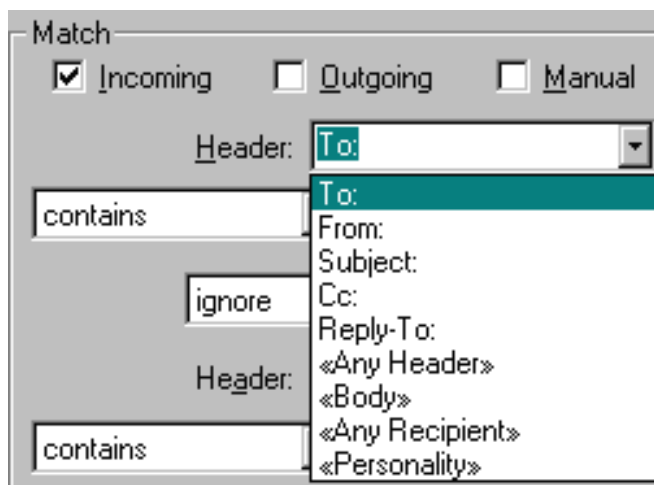 Match
Incoming Outgoing Manual
Header: To:
To:
contains
From:
Subject:
ignore
Cc:
Reply-To:
Header:
«Any Header»
«Body»
contains
«Any Recipient»
«Personality»